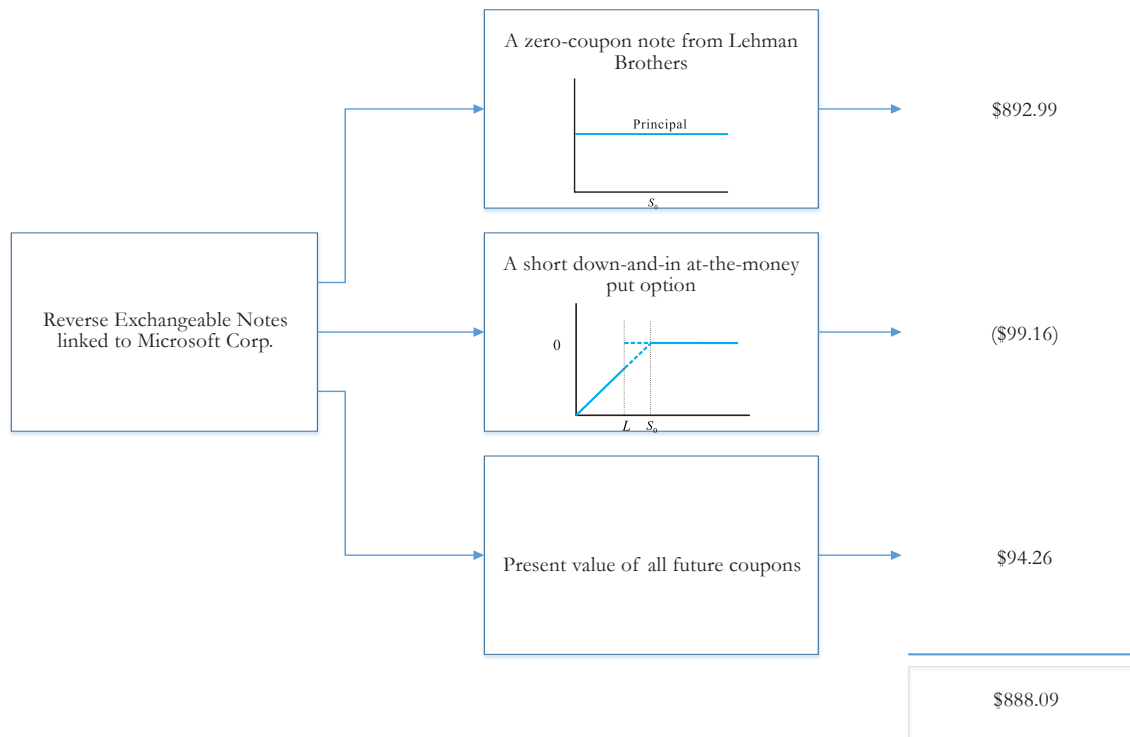 A zero-coupon note from Lehman
Brothers
Principal
S₀
$892.99
Reverse Exchangeable Notes
linked to Microsoft Corp.
A short down-and-in at-the-money
put option
0
L S₀
($99.16)
Present value of all future coupons
$94.26
$888.09